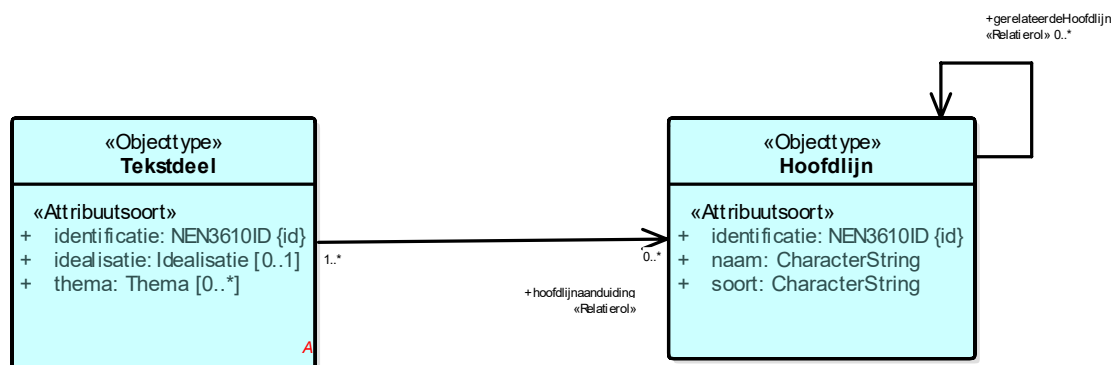 +gerelateerdeHoofdlijn
«Relatierol» 0..*
«Objecttype»
Tekstdeel
«Attribuutsoort»
+ identificatie: NEN3610ID {id}
+ idealisatie: Idealisatie [0..1]
+ thema: Thema [0..*]
A
1..*
0..*
+hoofdlijnaanduiding
«Relatierol»
«Objecttype»
Hoofdlijn
«Attribuutsoort»
+ identificatie: NEN3610ID {id}
+ naam: CharacterString
+ soort: CharacterString